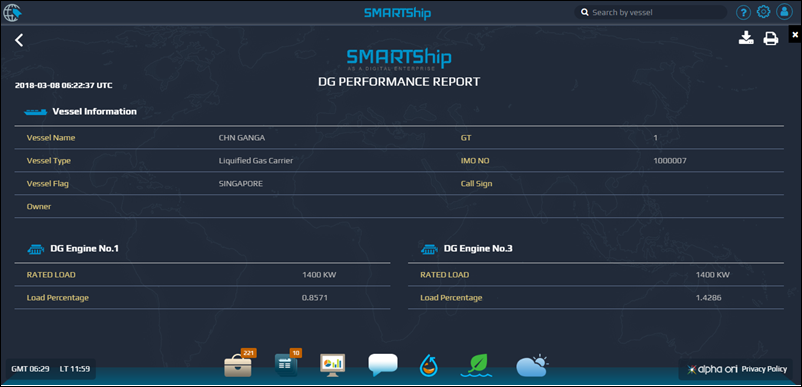 SMARTShip
Search by vessel
?
SMARTShip
AS A DIGITAL ENTERPRISE
2018-03-08 06:22:37 UTC
DG PERFORMANCE REPORT
Vessel Information
Vessel Name CHN GANGA GT 1
Vessel Type Liquified Gas Carrier IMO NO 1000007
Vessel Flag SINGAPORE Call Sign
Owner
DG Engine No.1 DG Engine No.3
RATED LOAD 1400 KW RATED LOAD 1400 KW
Load Percentage 0.8571 Load Percentage 1.4286
221 10
GMT 06:29 LT 11:59 alpha ori Privacy Policy